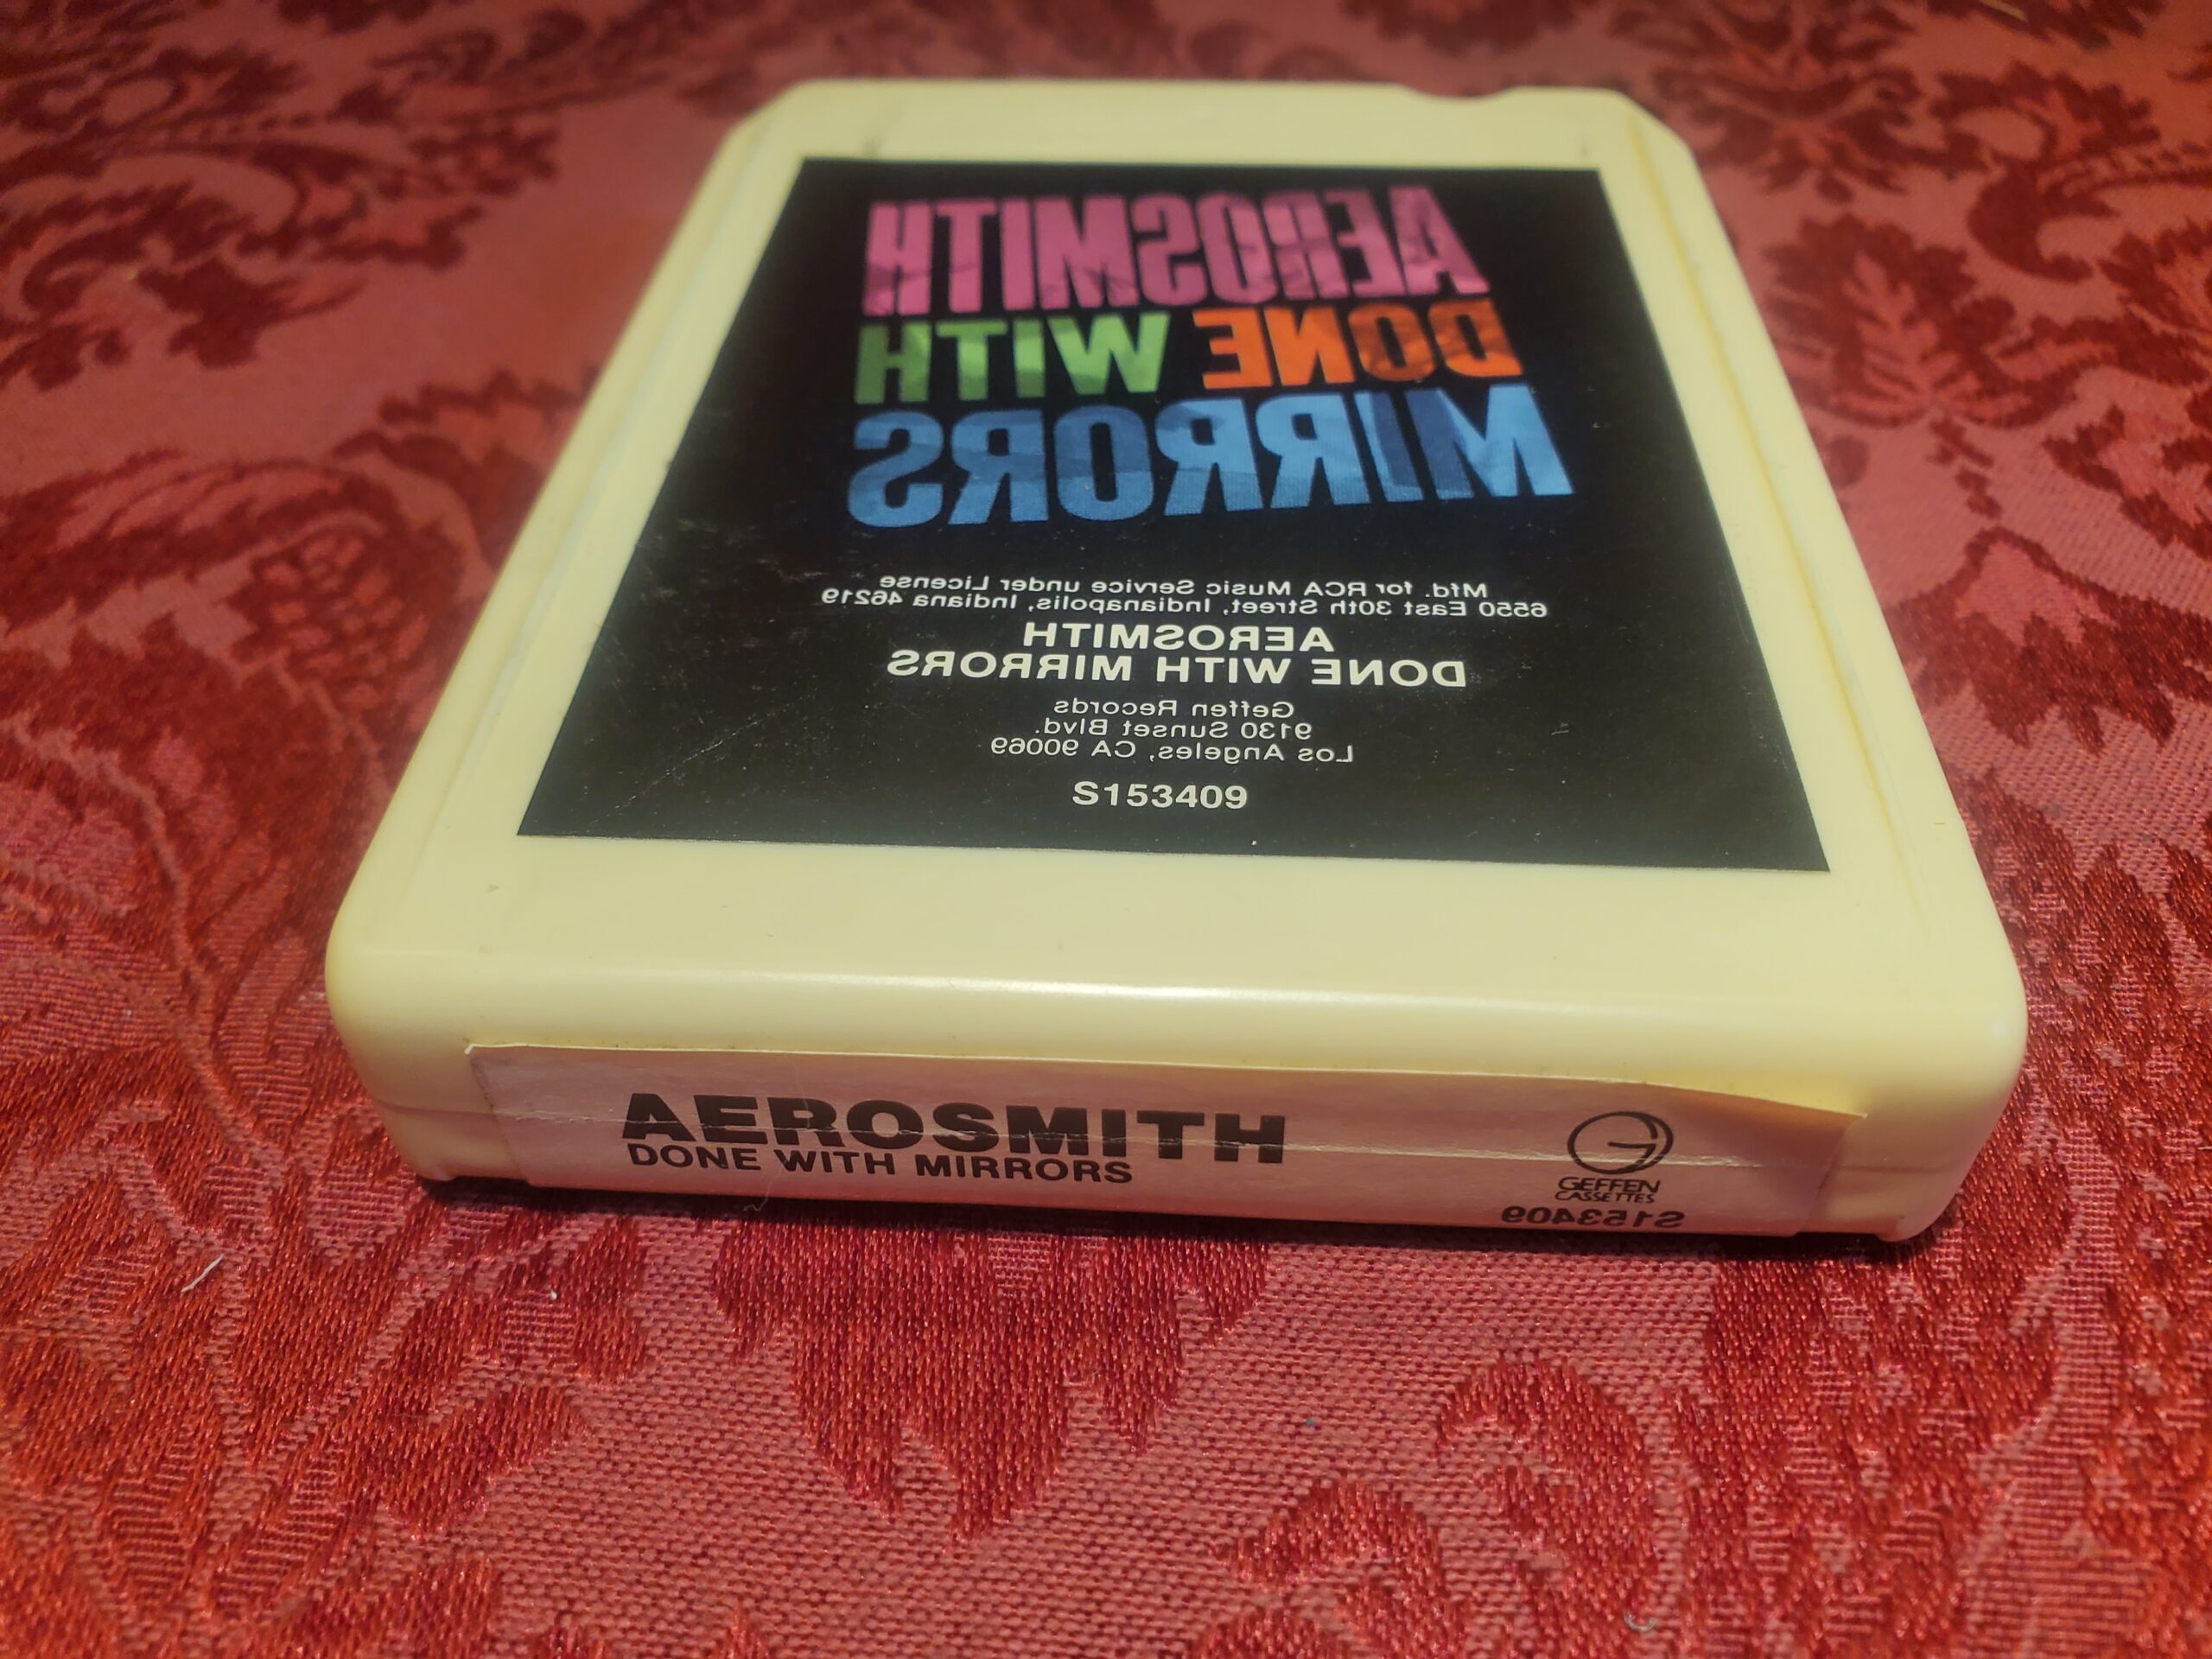 AEROSMITH
DONE WITH
MIRRORS
Mfd. for RCA Music Service under License
6550 East 30th Street, Indianapolis, Indiana 46219
AEROSMITH
DONE WITH MIRRORS
Geffen Records
9130 Sunset Blvd.
Los Angeles, CA 90069
S153409
AEROSMITH
DONE WITH MIRRORS
G
GEFFEN
CASSETTES
S153409